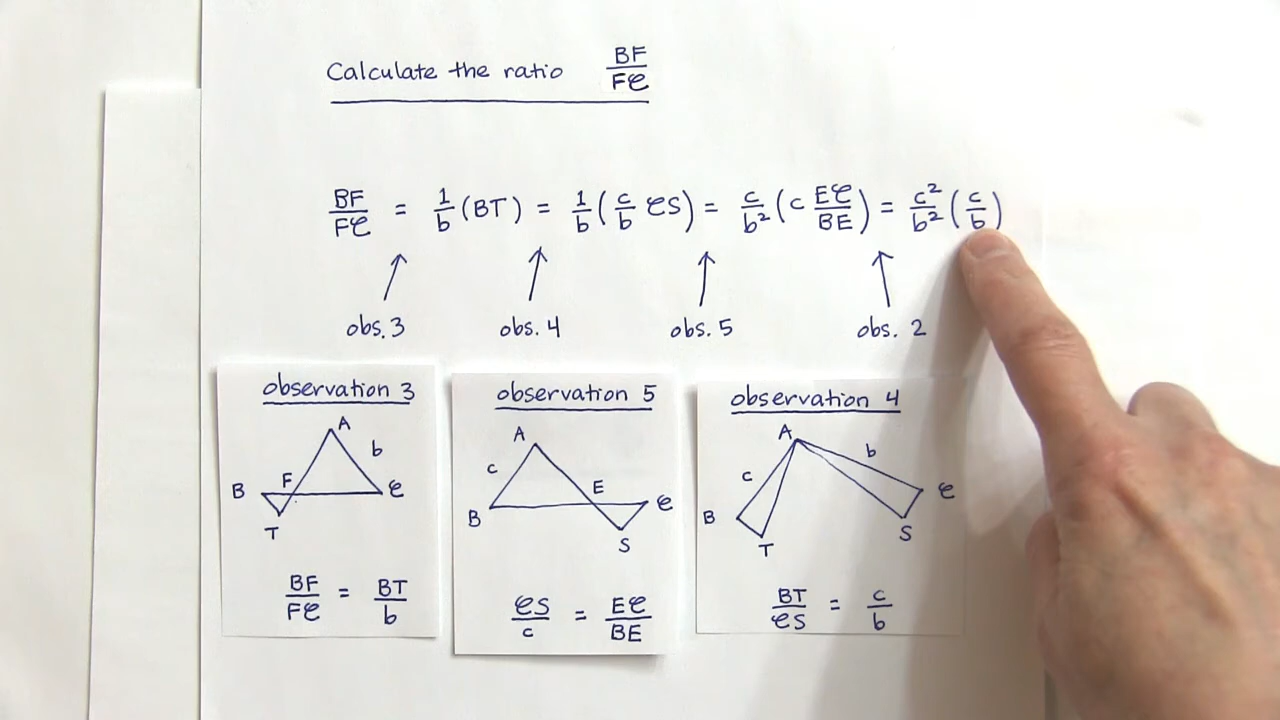 Calculate the ratio BF/FC
BF/FC = 1/b (BT) = 1/b (c/b CS) = c/b² (c EC/BE) = c²/b² (c/b)
obs. 3 obs. 4 obs. 5 obs. 2
observation 3
A
b
B F C
T
BF/FC = BT/b
observation 5
A
c
E
B C
S
CS/c = EC/BE
observation 4
A
b
c
B C
T S
BT/CS = c/b